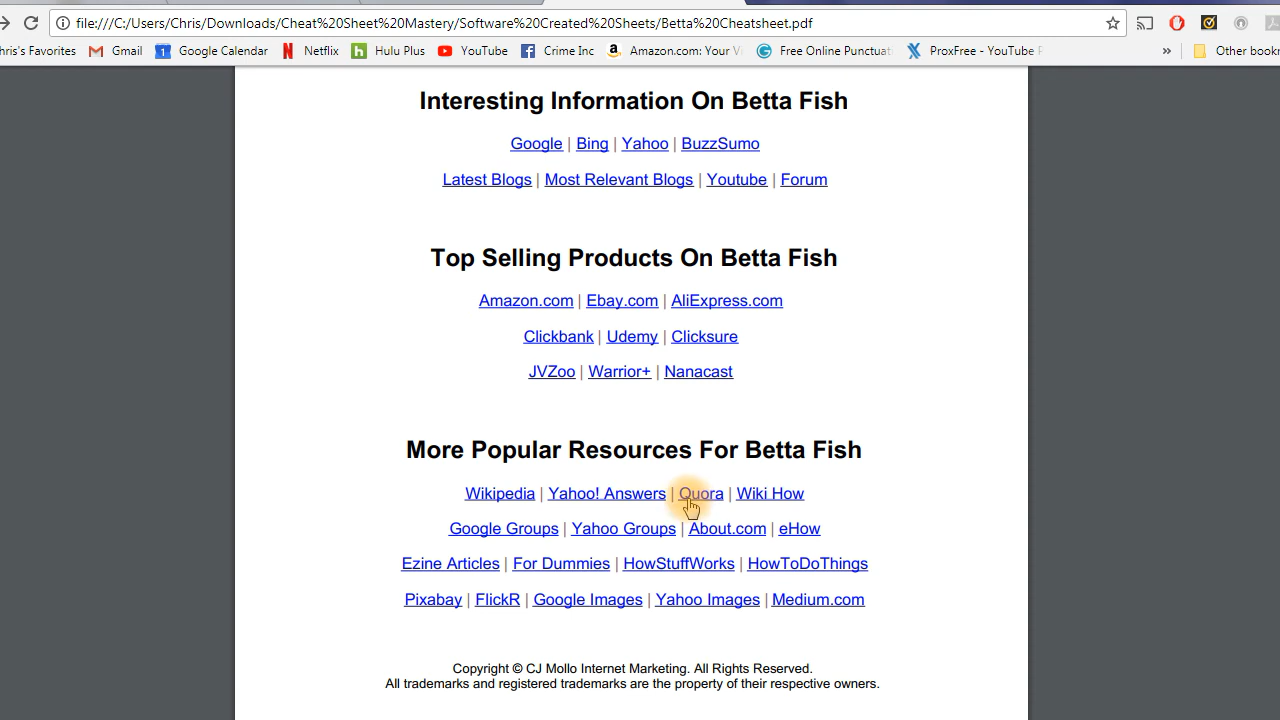 file:///C:/Users/Chris/Downloads/Cheat%20Sheet%20Mastery/Software%20Created%20Sheets/Betta%20Cheatsheet.pdf
hris's Favorites Gmail 1 Google Calendar N Netflix h Hulu Plus YouTube f Crime Inc a Amazon.com: Your V G Free Online Punctuati X ProxFree - YouTube P » Other book
Interesting Information On Betta Fish
Google | Bing | Yahoo | BuzzSumo
Latest Blogs | Most Relevant Blogs | Youtube | Forum
Top Selling Products On Betta Fish
Amazon.com | Ebay.com | AliExpress.com
Clickbank | Udemy | Clicksure
JVZoo | Warrior+ | Nanacast
More Popular Resources For Betta Fish
Wikipedia | Yahoo! Answers | Quora | Wiki How
Google Groups | Yahoo Groups | About.com | eHow
Ezine Articles | For Dummies | HowStuffWorks | HowToDoThings
Pixabay | FlickR | Google Images | Yahoo Images | Medium.com
Copyright © CJ Mollo Internet Marketing. All Rights Reserved.
All trademarks and registered trademarks are the property of their respective owners.